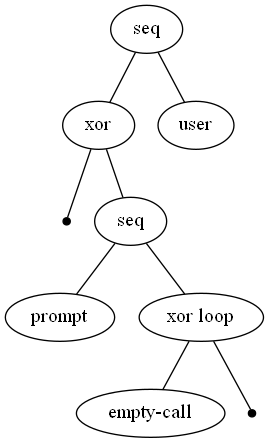 seq
xor
user
seq
prompt
xor loop
empty-call